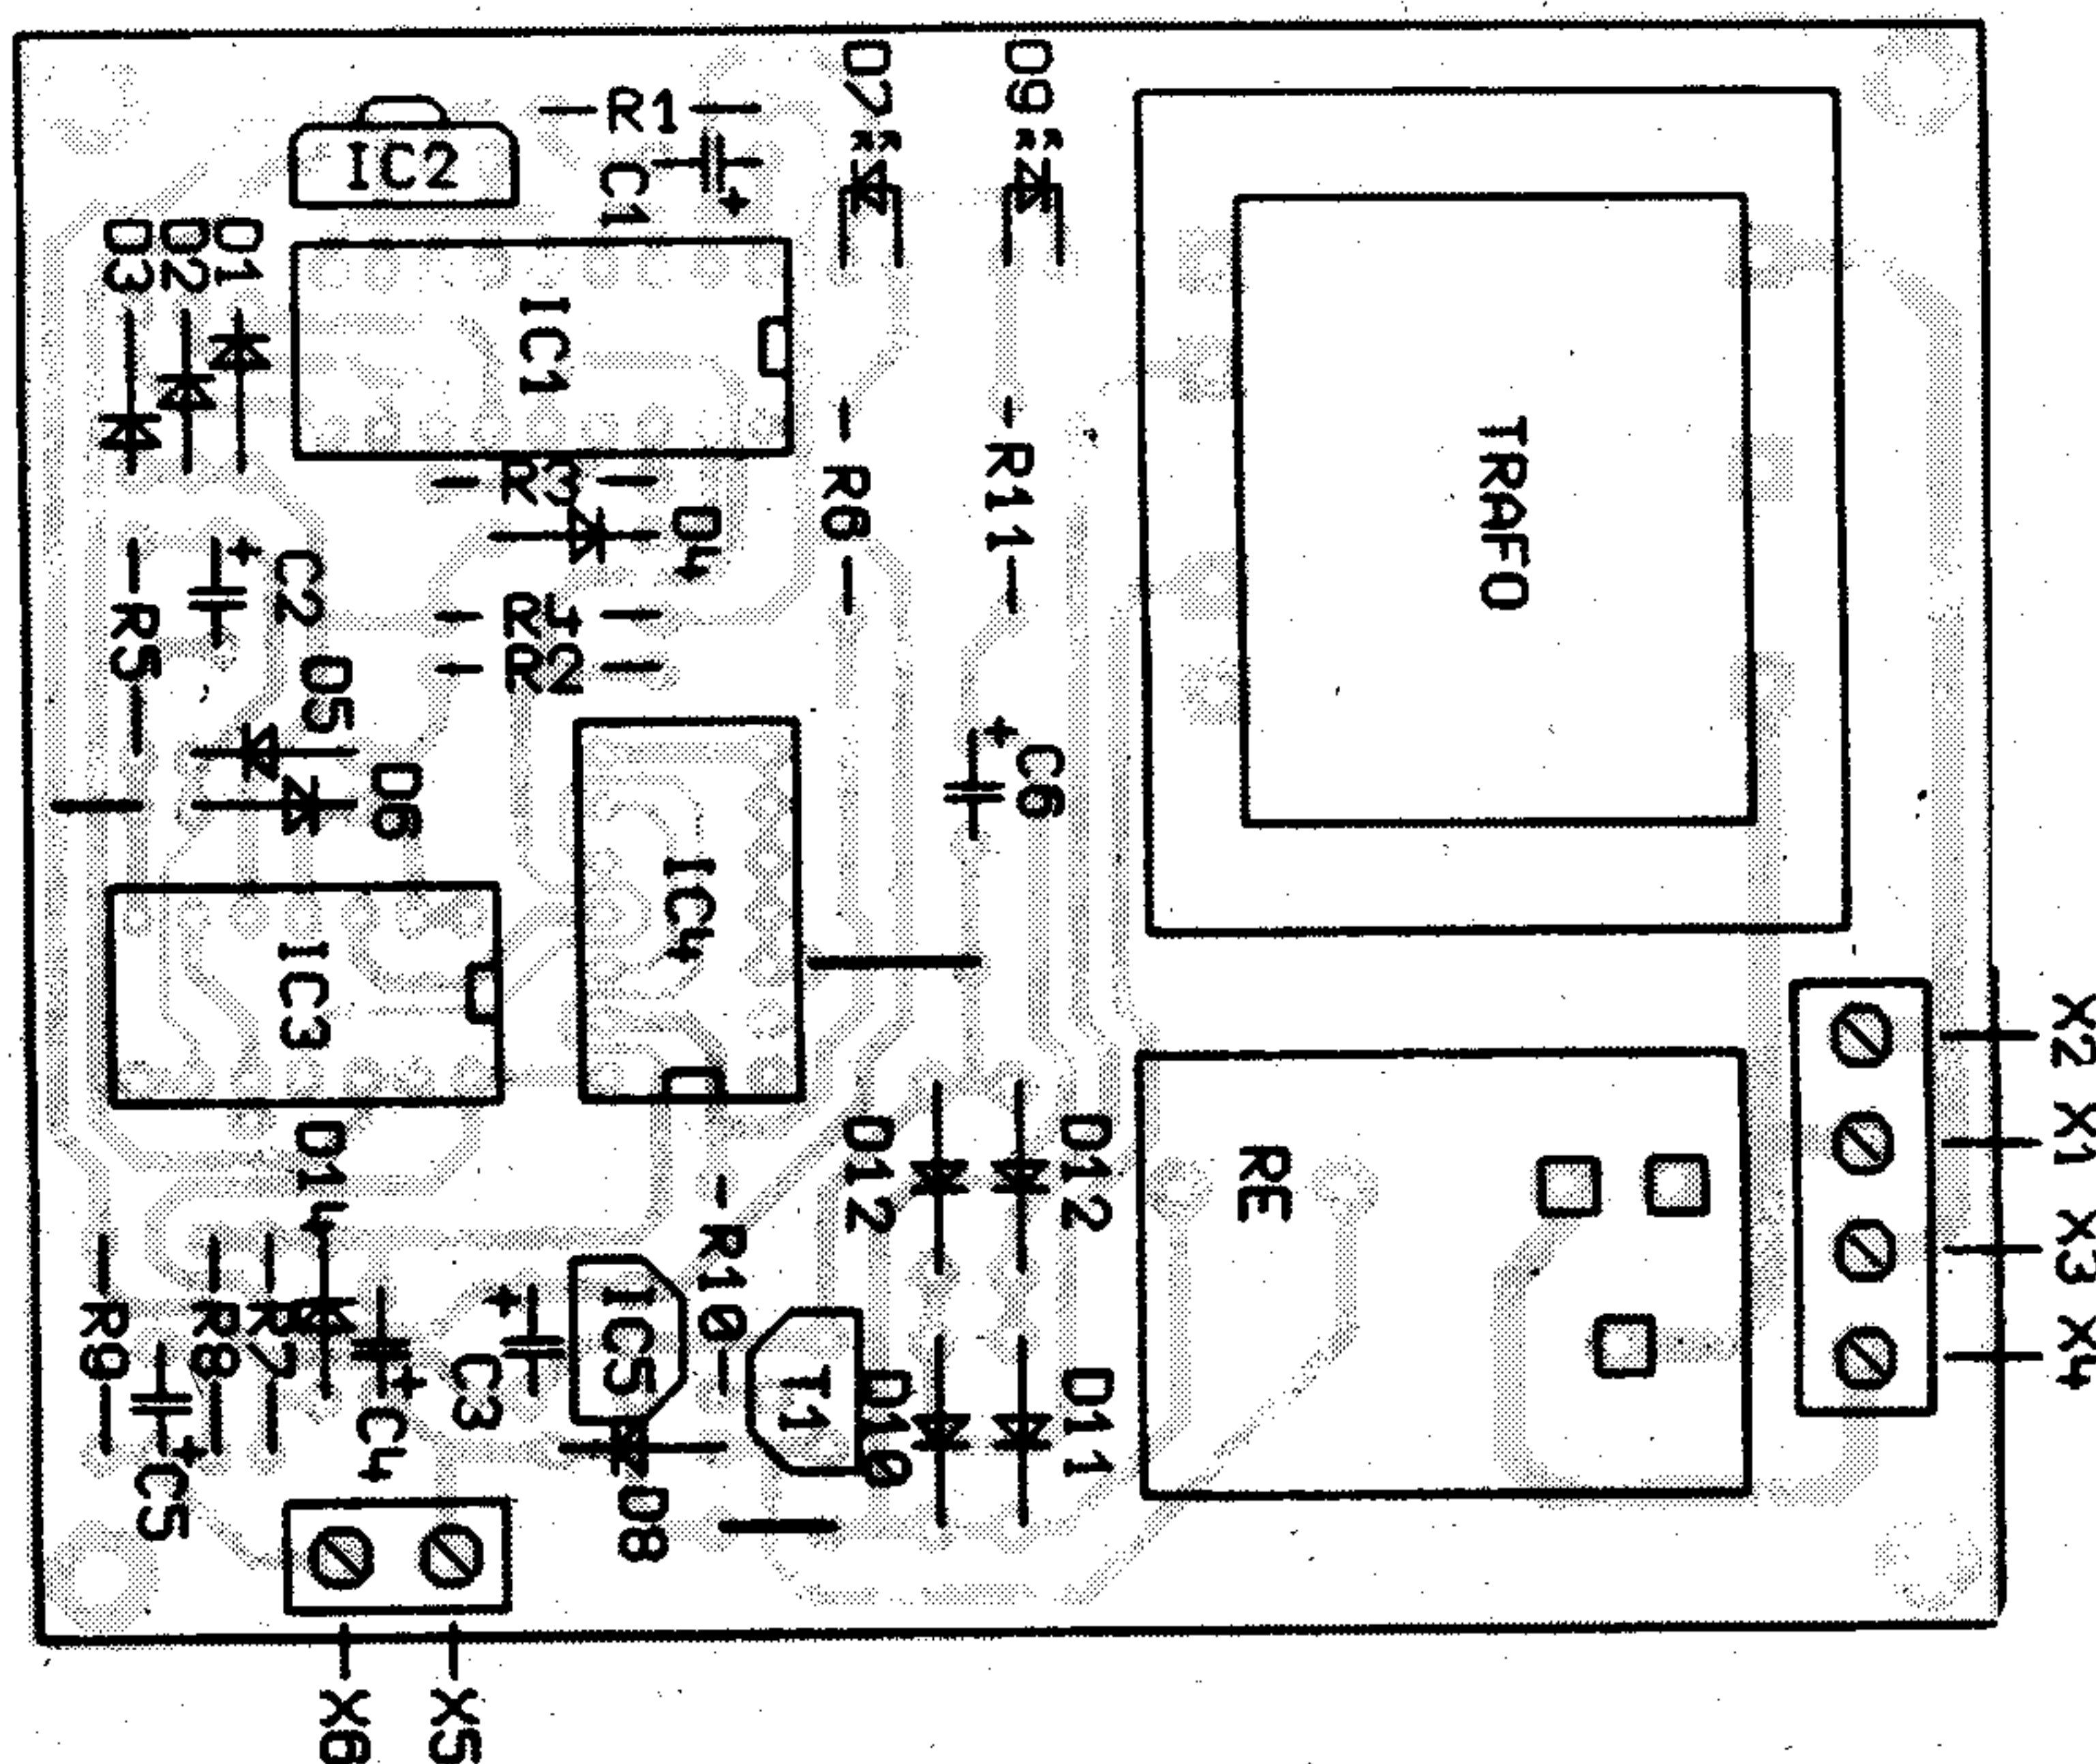 D7
D9
R1
IC2
C1
D3
D2
D1
IC1
R3
R6
R11
TRAFO
D4
C2
R4
R5
R2
D5
C6
D6
IC4
IC3
X2
X1
X3
X4
D14
D12
D12
RE
R10
R9
R8
R7
C3
IC5
T1
D10
D11
C4
C5
D8
X6
X5